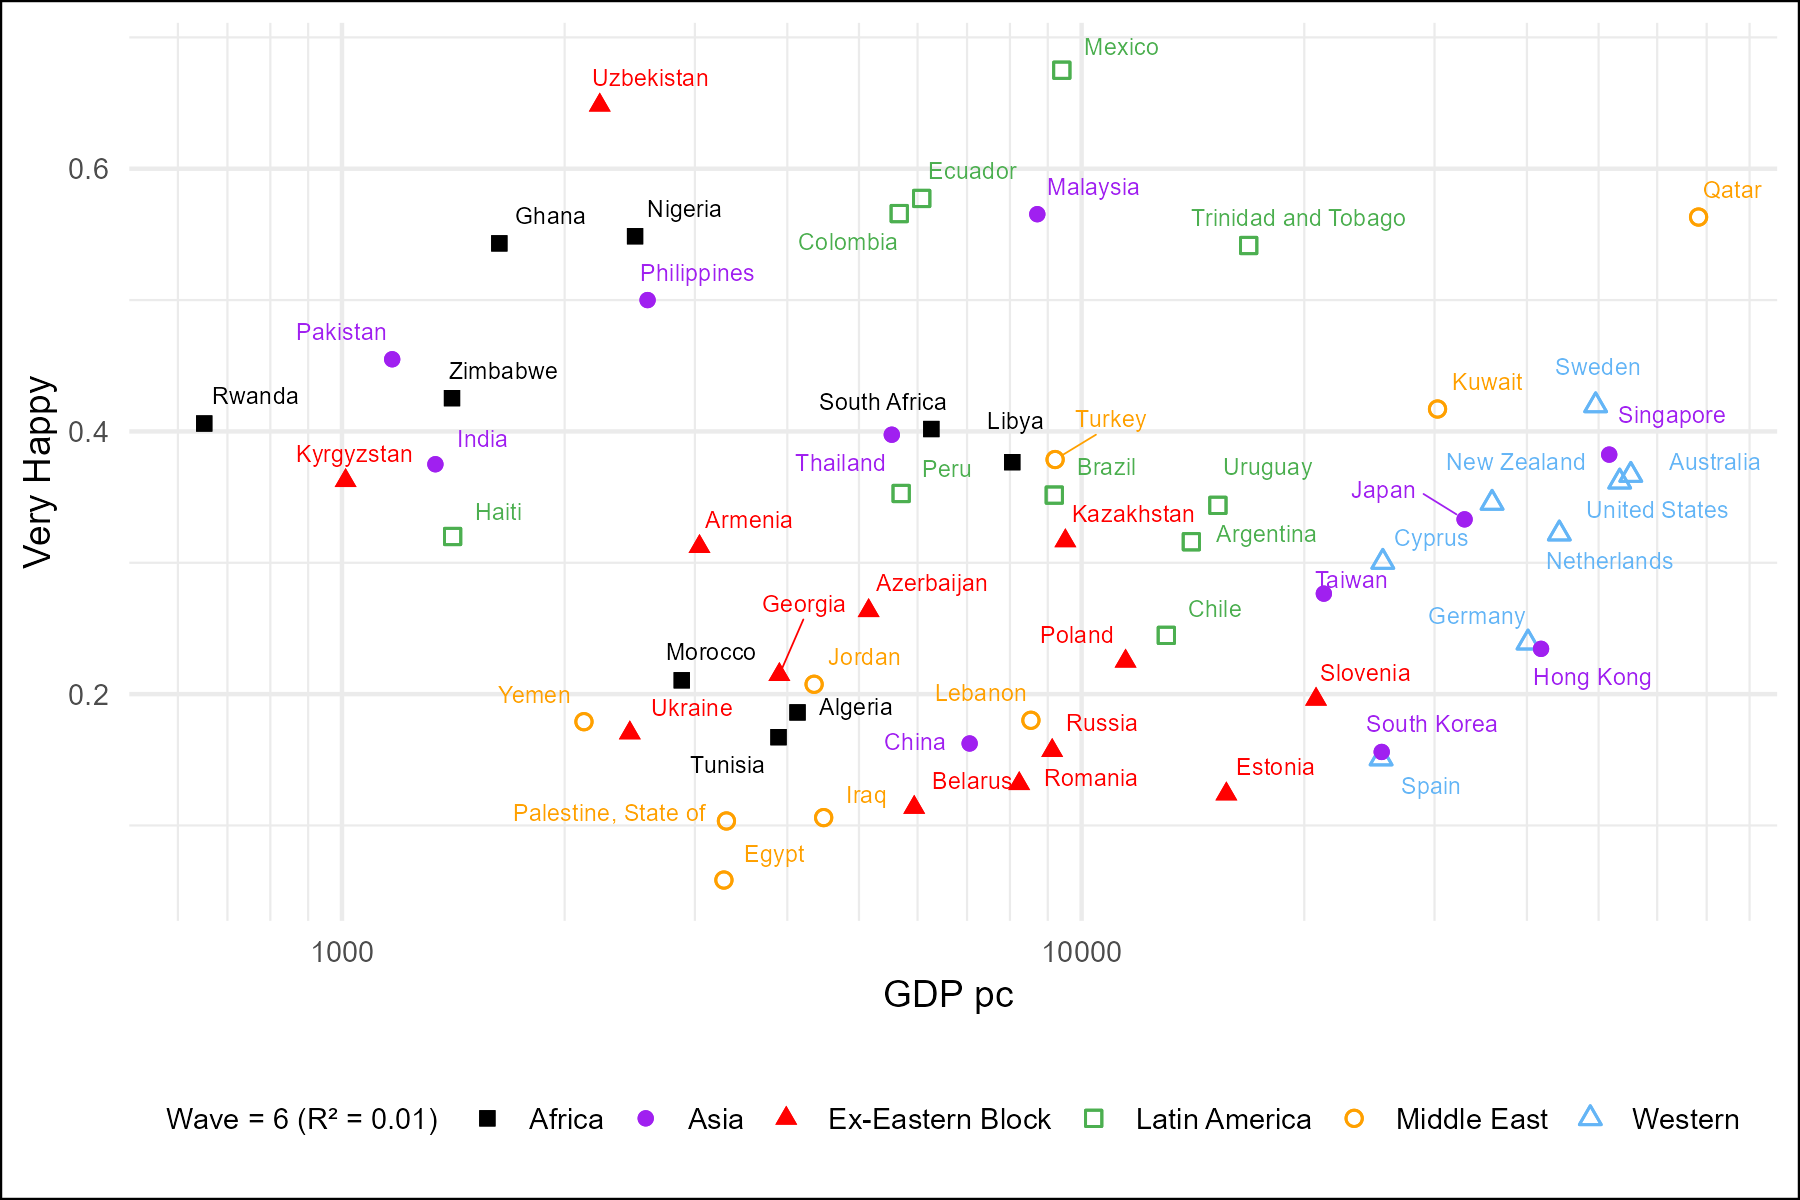 Mexico
Uzbekistan
0.6
Ecuador
Malaysia
Qatar
Ghana
Nigeria
Trinidad and Tobago
Colombia
Philippines
Pakistan
Zimbabwe
Sweden
Kuwait
Rwanda
South Africa
Libya
Turkey
Singapore
0.4
India
Kyrgyzstan
Thailand
Peru
Brazil
Uruguay
New Zealand
Australia
Japan
Haiti
Armenia
Kazakhstan
United States
Argentina
Cyprus
Netherlands
Very Happy
Azerbaijan
Taiwan
Georgia
Chile
Germany
Poland
Morocco
Jordan
Slovenia
Hong Kong
0.2
Yemen
Lebanon
Ukraine
Algeria
Russia
South Korea
China
Tunisia
Belarus
Romania
Estonia
Spain
Iraq
Palestine, State of
Egypt
1000
10000
GDP pc
Wave = 6 (R² = 0.01)
Africa
Asia
Ex-Eastern Block
Latin America
Middle East
Western